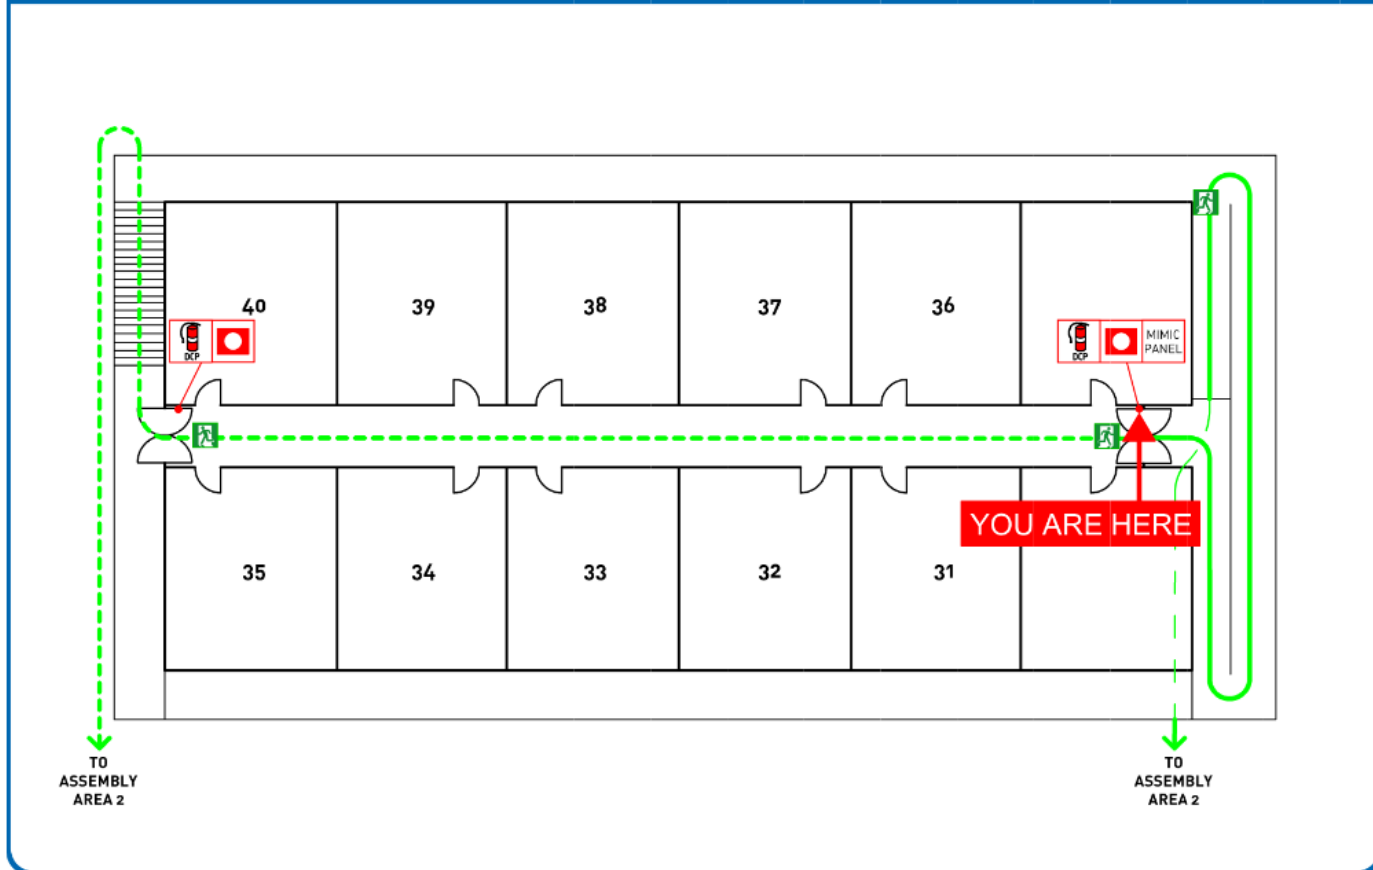 40
39
38
37
36
DCP
DCP
MIMIC
PANEL
YOU ARE HERE
35
34
33
32
31
TO
ASSEMBLY
AREA 2
TO
ASSEMBLY
AREA 2